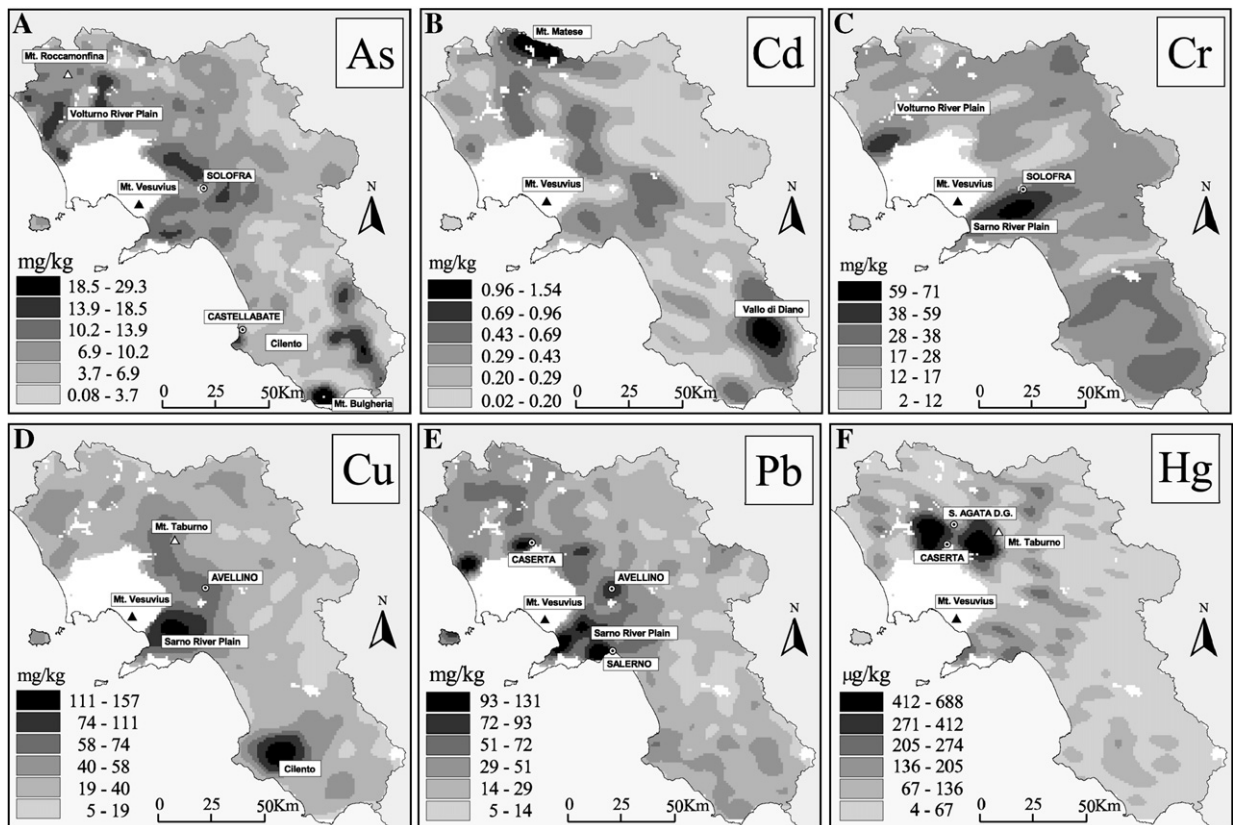 A
As
Mt. Roccamonfina
Volturno River Plain
SOLOFRA
Mt. Vesuvius
N
mg/kg
18.5 - 29.3
13.9 - 18.5
10.2 - 13.9
6.9 - 10.2
3.7 - 6.9
0.08 - 3.7
CASTELLABATE
Cilento
0 25 50Km
Mt. Bulgheria
B
Cd
Mt. Matese
Mt. Vesuvius
N
mg/kg
0.96 - 1.54
0.69 - 0.96
0.43 - 0.69
0.29 - 0.43
0.20 - 0.29
0.02 - 0.20
Vallo di Diano
0 25 50Km
C
Cr
Volturno River Plain
SOLOFRA
Mt. Vesuvius
Sarno River Plain
N
mg/kg
59 - 71
38 - 59
28 - 38
17 - 28
12 - 17
2 - 12
0 25 50Km
D
Cu
Mt. Taburno
AVELLINO
Mt. Vesuvius
Sarno River Plain
N
mg/kg
111 - 157
74 - 111
58 - 74
40 - 58
19 - 40
5 - 19
Cilento
0 25 50Km
E
Pb
CASERTA
AVELLINO
Mt. Vesuvius
Sarno River Plain
SALERNO
N
mg/kg
93 - 131
72 - 93
51 - 72
29 - 51
14 - 29
5 - 14
0 25 50Km
F
Hg
S. AGATA D.G.
Mt. Taburno
CASERTA
Mt. Vesuvius
N
µg/kg
412 - 688
271 - 412
205 - 274
136 - 205
67 - 136
4 - 67
0 25 50Km